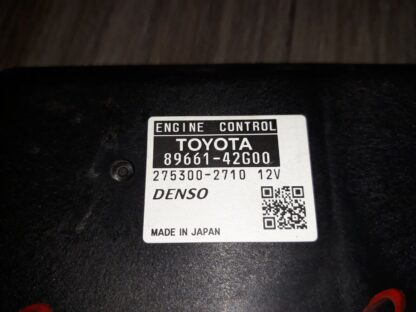 ENGINE CONTROL
TOYOTA
89661-42G00
275300-2710 12V
DENSO
MADE IN JAPAN